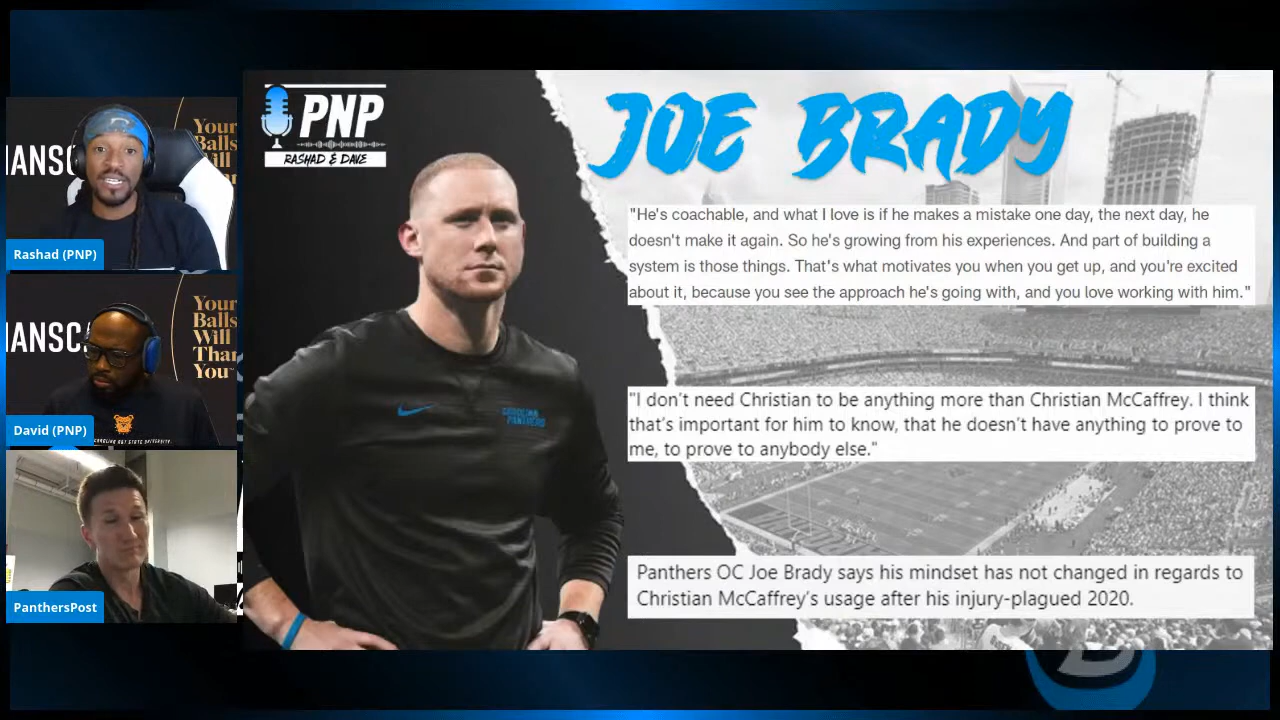 PNP
RASHAD & DAVE
JOE BRADY
"He's coachable, and what I love is if he makes a mistake one day, the next day, he
doesn't make it again. So he's growing from his experiences. And part of building a
system is those things. That's what motivates you when you get up, and you're excited
about it, because you see the approach he's going with, and you love working with him."
"I don't need Christian to be anything more than Christian McCaffrey. I think
that's important for him to know, that he doesn't have anything to prove to
me, to prove to anybody else."
Panthers OC Joe Brady says his mindset has not changed in regards to
Christian McCaffrey's usage after his injury-plagued 2020.
CAROLINA
PANTHERS
IANSC
Your
Balls
Will
Rashad (PNP)
IANSC
Your
Balls
Will
Than
You
David (PNP)
PanthersPost